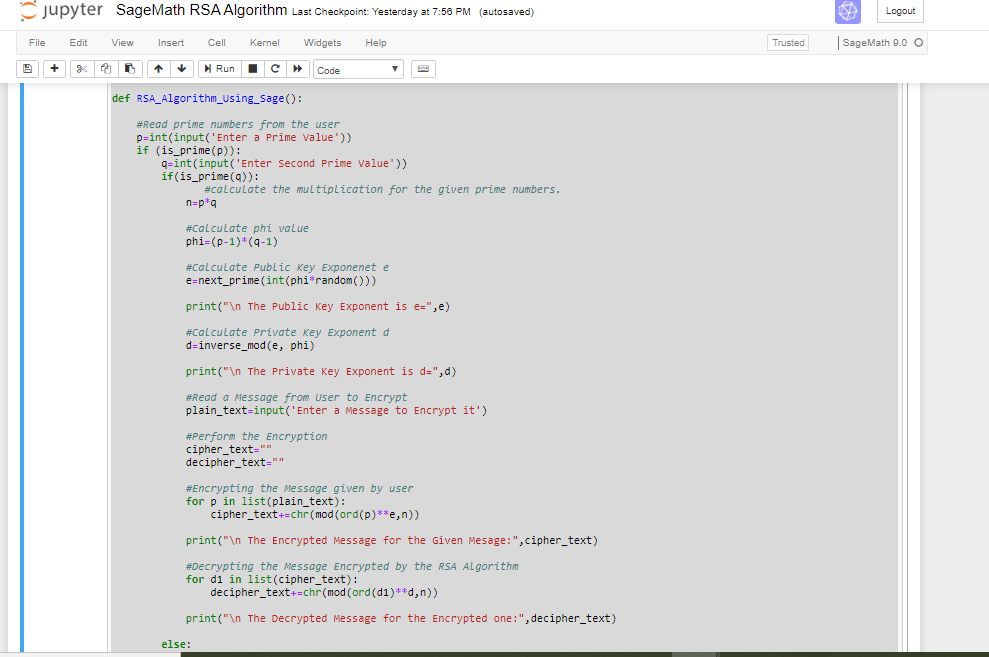 jupyter SageMath RSA Algorithm Last Checkpoint: Yesterday at 7:56 PM (autosaved) Logout
File Edit View Insert Cell Kernel Widgets Help Trusted SageMath 9.0
Run Code
def RSA_Algorithm_Using_Sage():
#Read prime numbers from the user
p=int(input('Enter a Prime Value'))
if (is_prime(p)):
q=int(input('Enter Second Prime Value'))
if(is_prime(q)):
#calculate the multiplication for the given prime numbers.
n=p*q
#Calculate phi value
phi=(p-1)*(q-1)
#Calculate Public Key Exponenet e
e=next_prime(int(phi*random()))
print("\n The Public Key Exponent is e=",e)
#Calculate Private Key Exponent d
d=inverse_mod(e, phi)
print("\n The Private Key Exponent is d=",d)
#Read a Message from User to Encrypt
plain_text=input('Enter a Message to Encrypt it')
#Perform the Encryption
cipher_text=""
decipher_text=""
#Encrypting the Message given by user
for p in list(plain_text):
cipher_text+=chr(mod(ord(p)**e,n))
print("\n The Encrypted Message for the Given Mesage:",cipher_text)
#Decrypting the Message Encrypted by the RSA Algorithm
for d1 in list(cipher_text):
decipher_text+=chr(mod(ord(d1)**d,n))
print("\n The Decrypted Message for the Encrypted one:",decipher_text)
else: